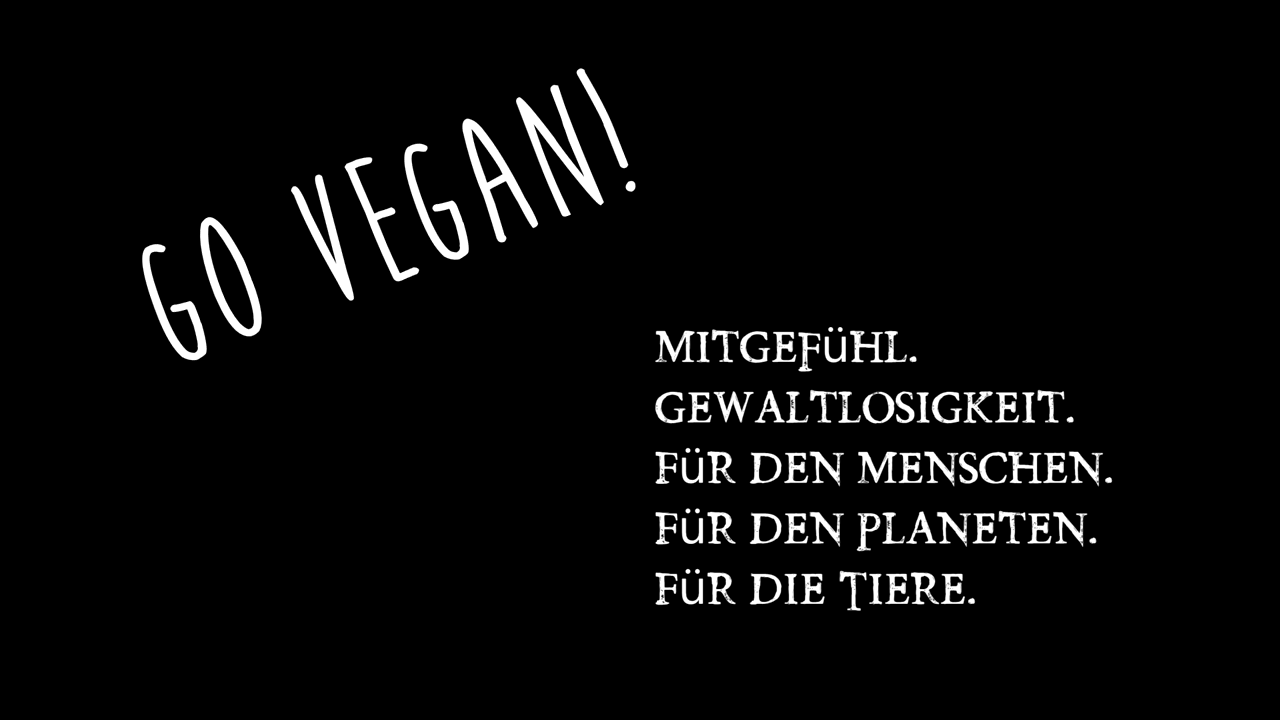 GO VEGAN!
MITGEFÜHL.
GEWALTLOSIGKEIT.
FÜR DEN MENSCHEN.
FÜR DEN PLANETEN.
FÜR DIE TIERE.